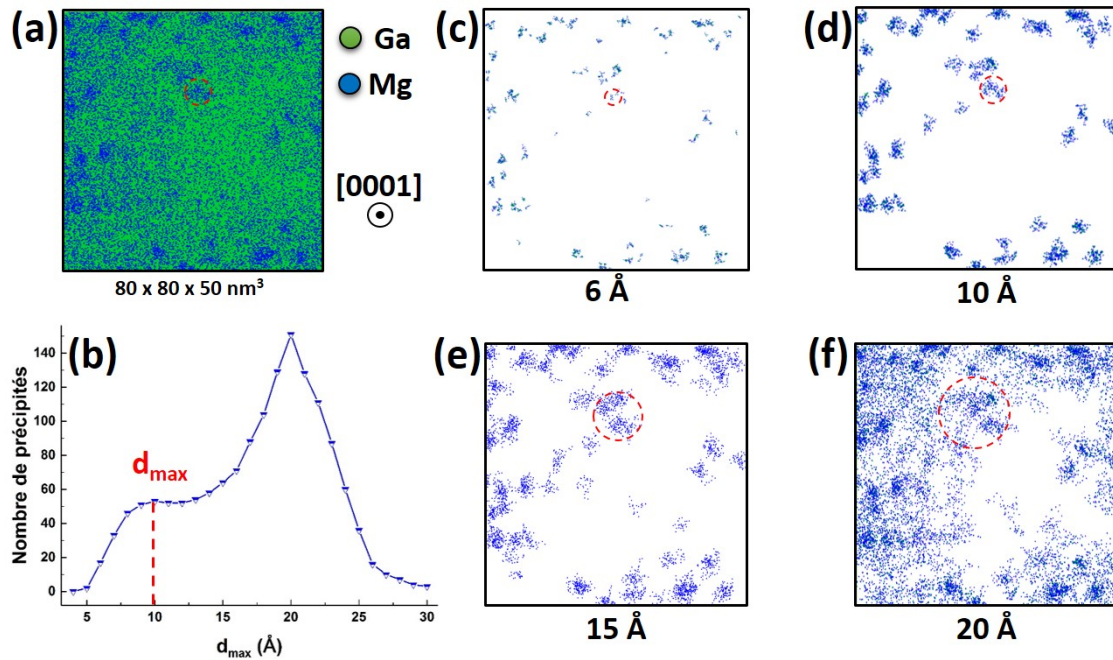 (a)
Ga
Mg
[0001]
80 x 80 x 50 nm³
(c)
6 Å
(d)
10 Å
(b)
Nombre de précipités
140
120
100
80
60
40
20
0
d_max
5
10
15
20
25
30
d_max (Å)
(e)
15 Å
(f)
20 Å